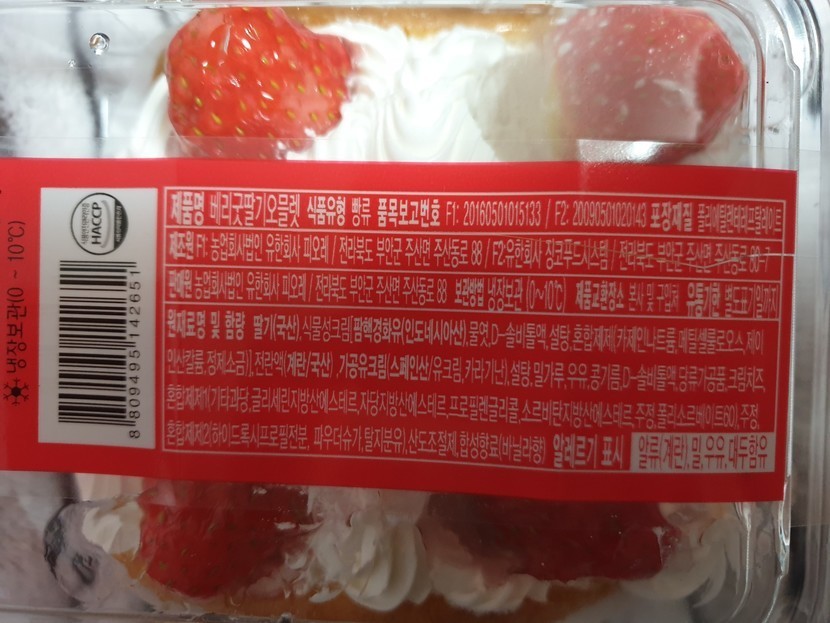 제품명 베리굿딸기오믈렛 식품유형 빵류 품목보고번호 F1: 20160501015133 / F2: 20090501020143 포장재질 폴리에틸렌테레프탈레이트
제조원 F1: 농업회사법인 유한회사 피오레 / 전라북도 부안군 주산면 주산동로 88 / F2:유한회사 징코푸드시스템 / 전라북도 부안군 주산면 주산동로 88-7
판매원 농업회사법인 유한회사 피오레 / 전라북도 부안군 주산면 주산동로 88 보관방법 냉장보관 (0~10℃) 제품교환장소 본사 및 구입처 유통기한 별도표기일까지
원재료명 및 함량 딸기(국산), 식물성크림[팜핵경화유(인도네시아산), 물엿, D-솔비톨액, 설탕, 혼합제제(카제인나트륨, 메틸셀룰로우스, 제이
인산칼륨, 정제소금)], 전란액(계란/국산), 가공유크림(스페인산/유크림, 카라기난), 설탕, 밀가루, 우유, 콩기름, D-솔비톨액, 당류가공품, 크림치즈,
혼합제제1(기타과당, 글리세린지방산에스테르, 자당지방산에스테르, 프로필렌글리콜, 소르비탄지방산에스테르, 주정, 폴리소르베이트60), 주정,
혼합제제2(하이드록시프로필전분, 파우더슈가, 탈지분유), 산도조절제, 합성향료(바닐라향) 알레르기 표시 알류(계란), 밀, 우유, 대두함유
HACCP
8 809495 142651
냉장보관(0 ~ 10℃)